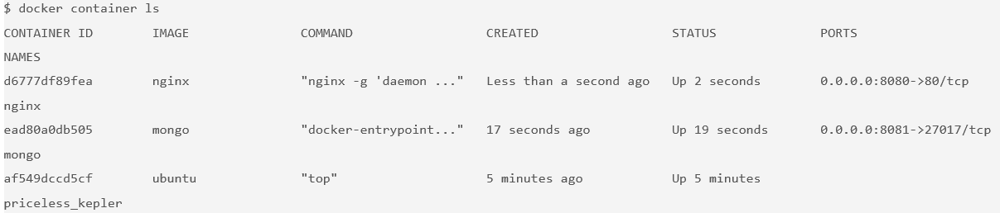 $ docker container ls
CONTAINER ID        IMAGE               COMMAND                  CREATED                  STATUS              PORTS
NAMES
d6777df89fea        nginx               "nginx -g 'daemon ..."   Less than a second ago   Up 2 seconds        0.0.0.0:8080->80/tcp
nginx
ead80a0db505        mongo               "docker-entrypoint..."   17 seconds ago           Up 19 seconds       0.0.0.0:8081->27017/tcp
mongo
af549dccd5cf        ubuntu              "top"                    5 minutes ago            Up 5 minutes
priceless_kepler